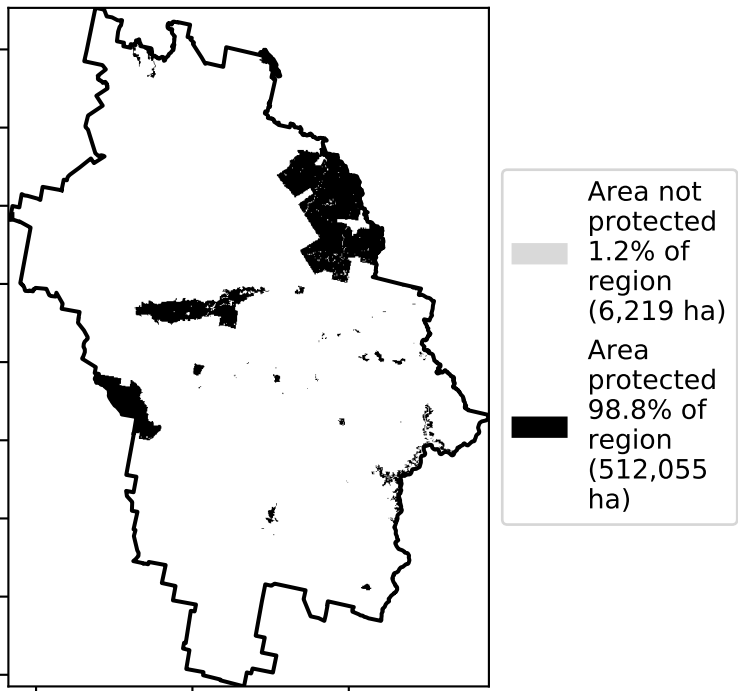 Area not
protected
1.2% of
region
(6,219 ha)
Area
protected
98.8% of
region
(512,055
ha)